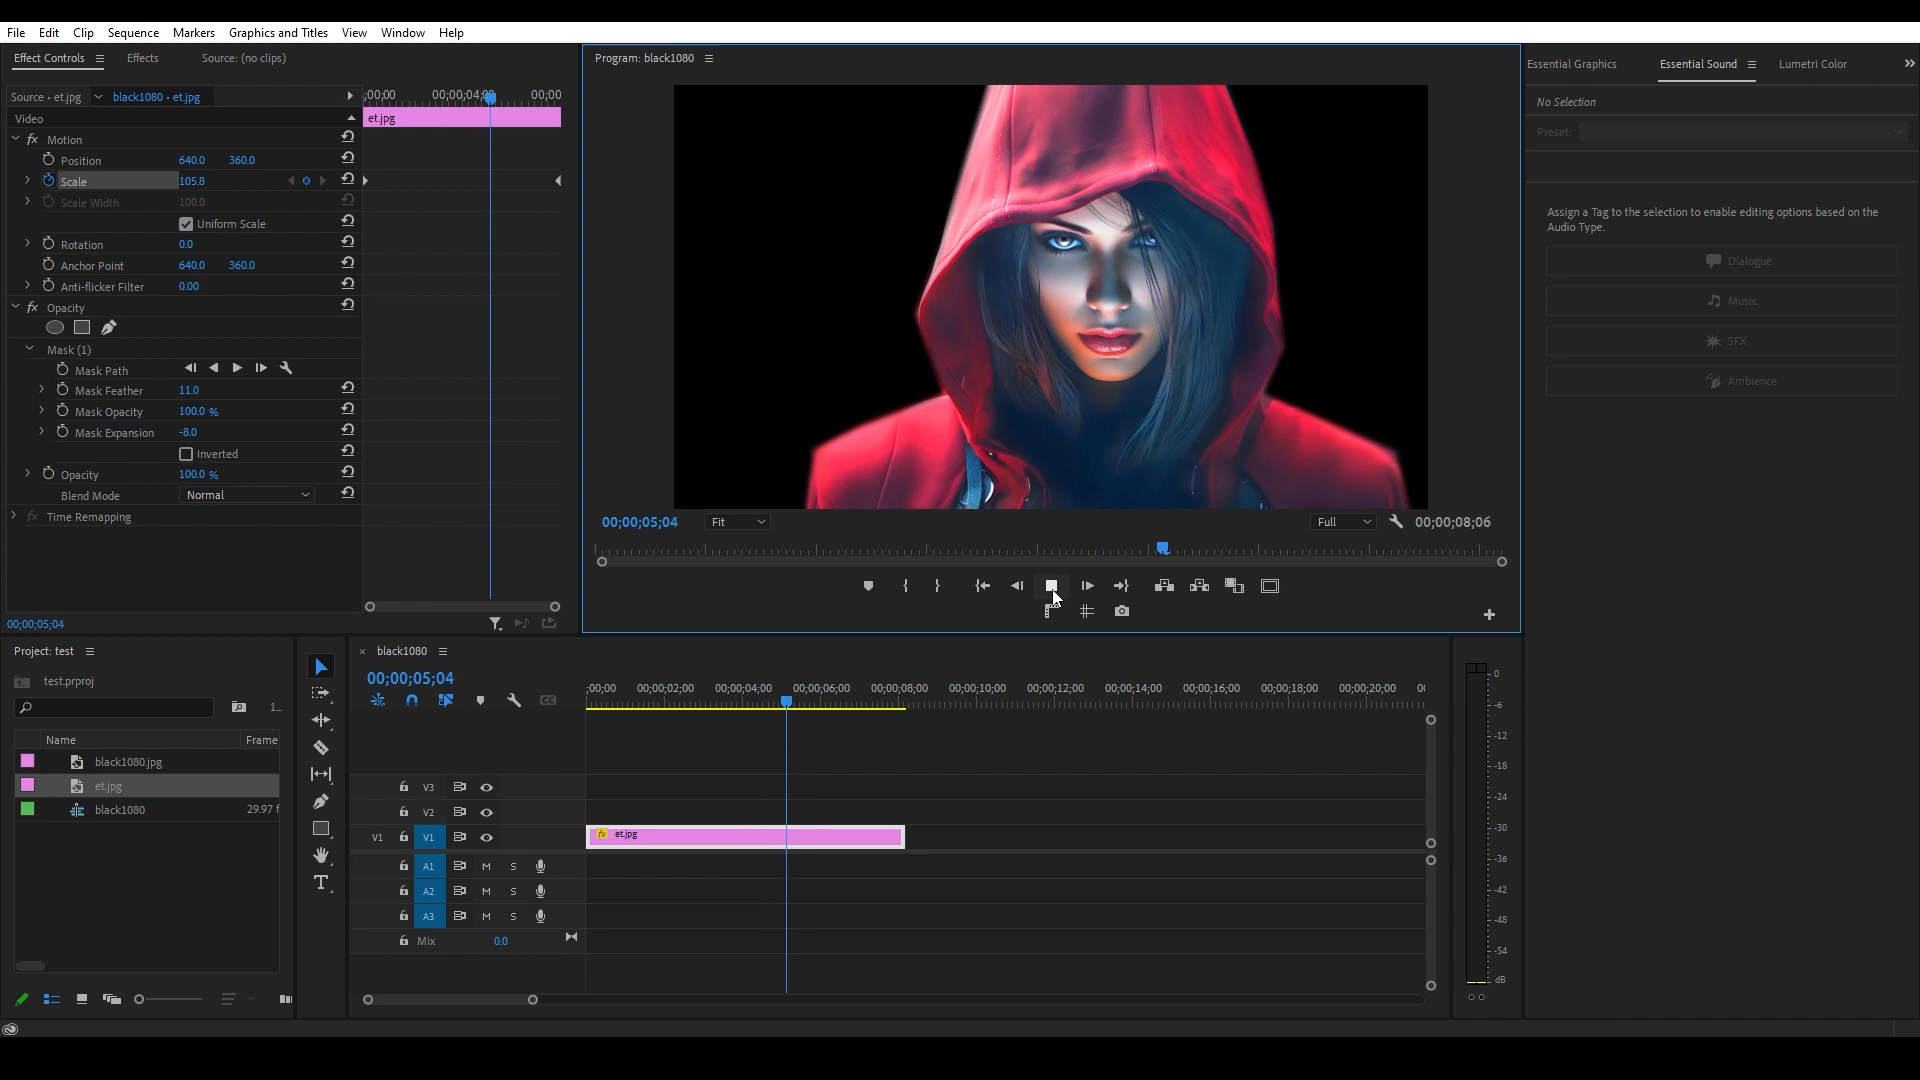 File Edit Clip Sequence Markers Graphics and Titles View Window Help
Effect Controls Effects Source: (no clips)
Source · et.jpg black1080 · et.jpg
;00;00 00;00;04;00 00;00
Video
et.jpg
fx Motion
Position 640.0 360.0
Scale 105.8
Scale Width 100.0
Uniform Scale
Rotation 0.0
Anchor Point 640.0 360.0
Anti-flicker Filter 0.00
fx Opacity
Mask (1)
Mask Path
Mask Feather 11.0
Mask Opacity 100.0 %
Mask Expansion -8.0
Inverted
Opacity 100.0 %
Blend Mode Normal
fx Time Remapping
00;00;05;04
Program: black1080
00;00;05;04 Fit Full 00;00;08;06
Essential Graphics Essential Sound Lumetri Color
No Selection
Preset:
Assign a Tag to the selection to enable editing options based on the
Audio Type.
Dialogue
Music
SFX
Ambience
Project: test
test.prproj
1...
Name Frame
black1080.jpg
et.jpg
black1080 29.97 f
black1080
00;00;05;04
;00;00 00;00;02;00 00;00;04;00 00;00;06;00 00;00;08;00 00;00;10;00 00;00;12;00 00;00;14;00 00;00;16;00 00;00;18;00 00;00;20;00 00
CC
V3
V2
V1 V1 fx et.jpg
A1 M S
A2 M S
A3 M S
Mix 0.0
0
-6
-12
-18
-24
-30
-36
-42
-48
-54
dB